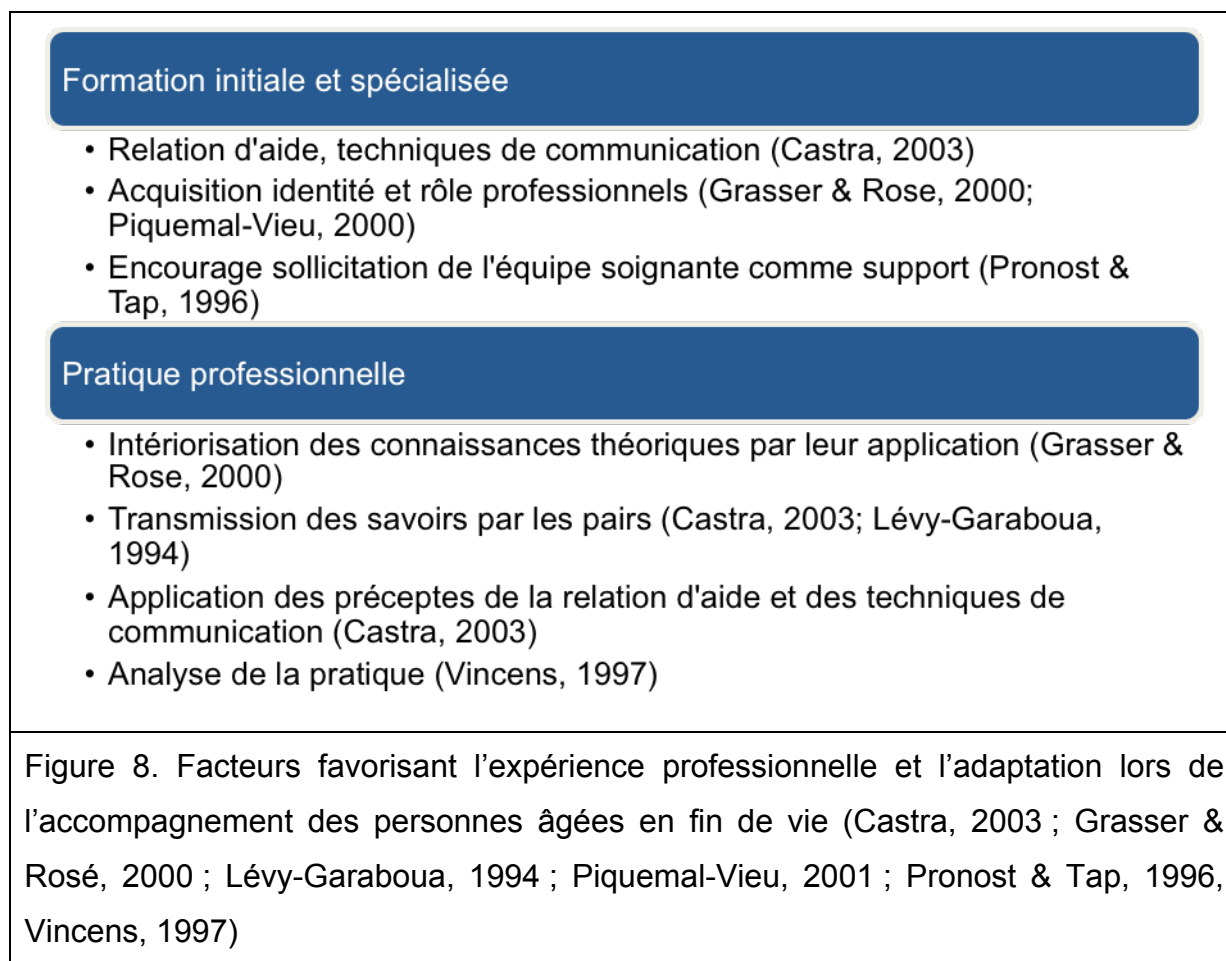 Formation initiale et spécialisée
• Relation d'aide, techniques de communication (Castra, 2003)
• Acquisition identité et rôle professionnels (Grasser & Rose, 2000;
Piquemal-Vieu, 2000)
• Encourage sollicitation de l'équipe soignante comme support (Pronost &
Tap, 1996)
Pratique professionnelle
• Intériorisation des connaissances théoriques par leur application (Grasser &
Rose, 2000)
• Transmission des savoirs par les pairs (Castra, 2003; Lévy-Garaboua,
1994)
• Application des préceptes de la relation d'aide et des techniques de
communication (Castra, 2003)
• Analyse de la pratique (Vincens, 1997)
Figure 8. Facteurs favorisant l’expérience professionnelle et l’adaptation lors de
l’accompagnement des personnes âgées en fin de vie (Castra, 2003 ; Grasser &
Rosé, 2000 ; Lévy-Garaboua, 1994 ; Piquemal-Vieu, 2001 ; Pronost & Tap, 1996,
Vincens, 1997)